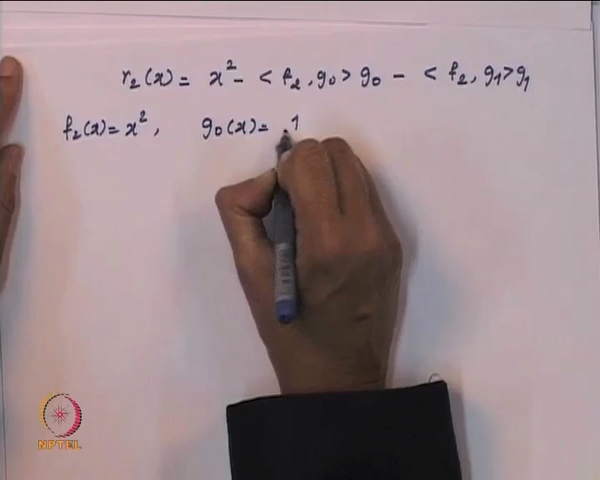 r₂(x) = x² - < f₂, g₀ > g₀ - < f₂, g₁ > g₁
f₂(x) = x², g₀(x) = 1
NPTEL